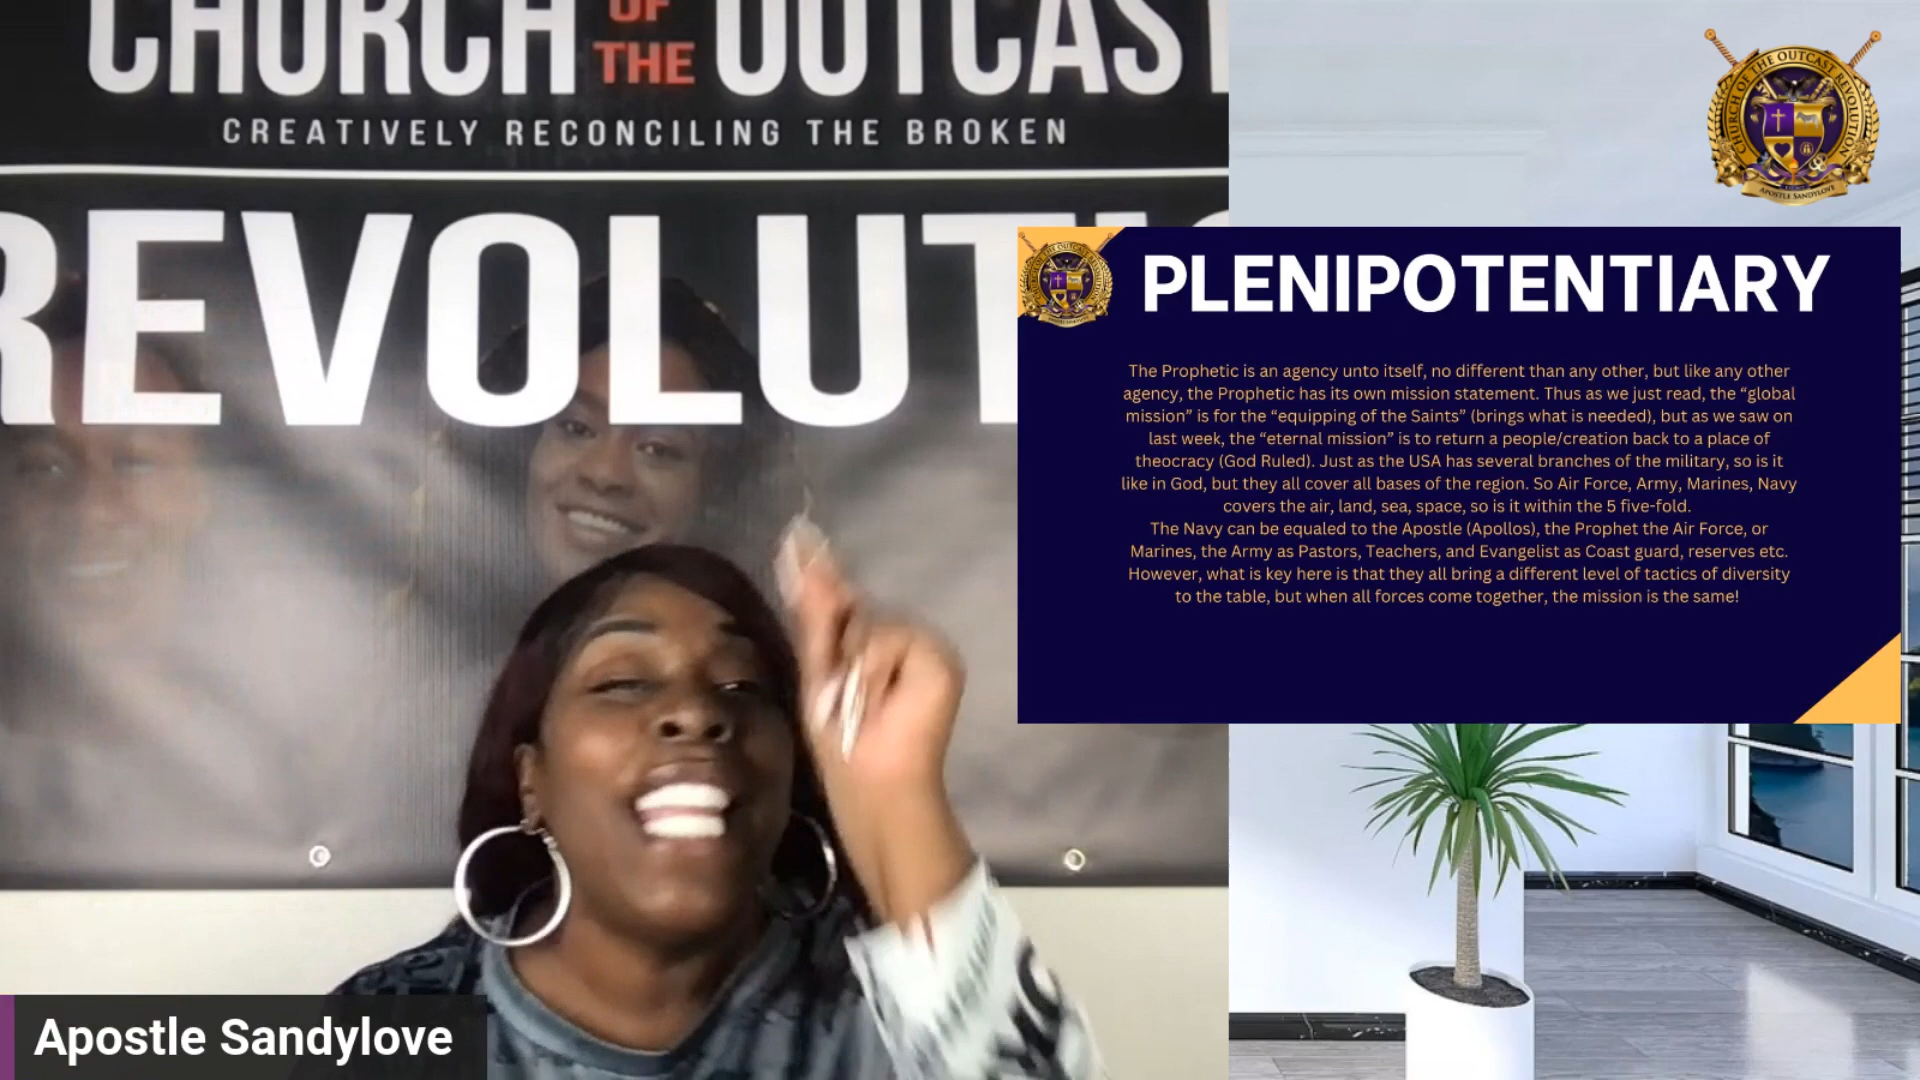 CHURCH OF THE OUTCAST
CREATIVELY RECONCILING THE BROKEN
REVOLUTI
CHURCH OF THE OUTCAST REVOLUTION
APOSTLE SANDYLOVE
PLENIPOTENTIARY
The Prophetic is an agency unto itself, no different than any other, but like any other
agency, the Prophetic has its own mission statement. Thus as we just read, the “global
mission” is for the “equipping of the Saints” (brings what is needed), but as we saw on
last week, the “eternal mission” is to return a people/creation back to a place of
theocracy (God Ruled). Just as the USA has several branches of the military, so is it
like in God, but they all cover all bases of the region. So Air Force, Army, Marines, Navy
covers the air, land, sea, space, so is it within the 5 five-fold.
The Navy can be equaled to the Apostle (Apollos), the Prophet the Air Force, or
Marines, the Army as Pastors, Teachers, and Evangelist as Coast guard, reserves etc.
However, what is key here is that they all bring a different level of tactics of diversity
to the table, but when all forces come together, the mission is the same!
Apostle Sandylove